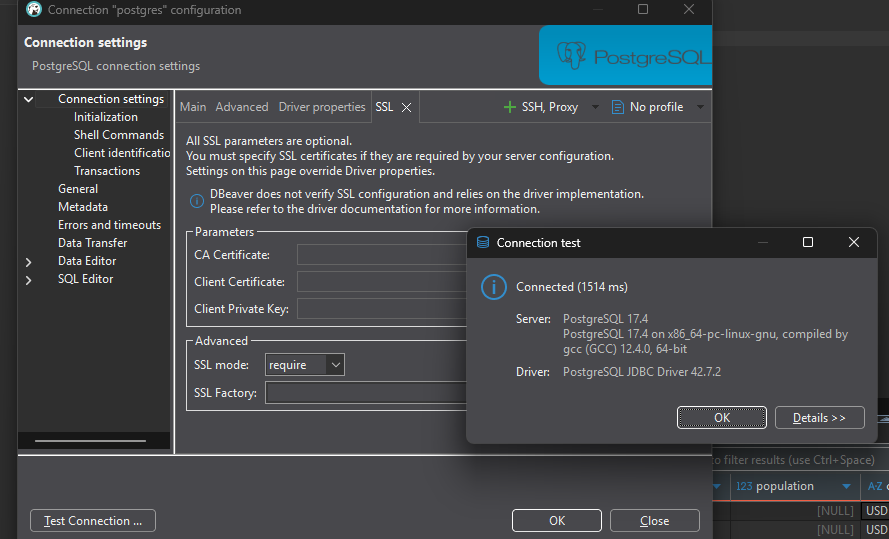 Connection "postgres" configuration
Connection settings
PostgreSQL connection settings
PostgreSQL
Connection settings
Initialization
Shell Commands
Client identificatio
Transactions
General
Metadata
Errors and timeouts
Data Transfer
Data Editor
SQL Editor
Main
Advanced
Driver properties
SSL
SSH, Proxy
No profile
All SSL parameters are optional.
You must specify SSL certificates if they are required by your server configuration.
Settings on this page override Driver properties.
DBeaver does not verify SSL configuration and relies on the driver implementation.
Please refer to the driver documentation for more information.
Parameters
CA Certificate:
Client Certificate:
Client Private Key:
Advanced
SSL mode: require
SSL Factory:
Test Connection ...
OK
Close
Connection test
Connected (1514 ms)
Server: PostgreSQL 17.4
PostgreSQL 17.4 on x86_64-pc-linux-gnu, compiled by
gcc (GCC) 12.4.0, 64-bit
Driver: PostgreSQL JDBC Driver 42.7.2
OK
Details >>
to filter results (use Ctrl+Space)
123 population
A-Z
[NULL] USD
[NULL] USD